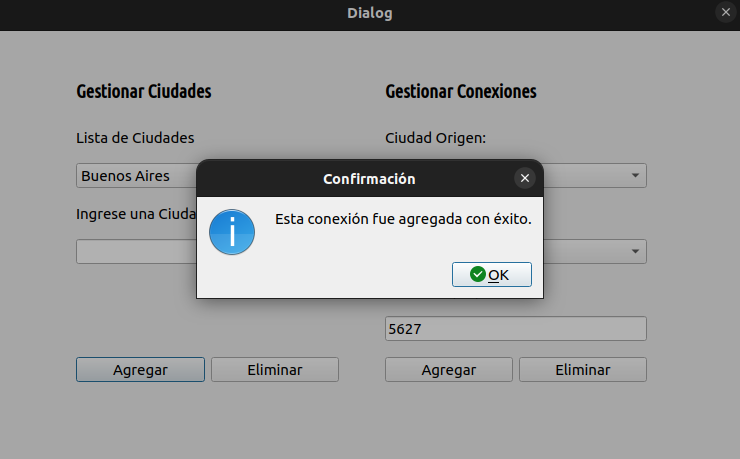 Dialog
Gestionar Ciudades
Gestionar Conexiones
Lista de Ciudades
Ciudad Origen:
Buenos Aires
Confirmación
Ingrese una Ciuda
Esta conexión fue agregada con éxito.
OK
5627
Agregar
Eliminar
Agregar
Eliminar